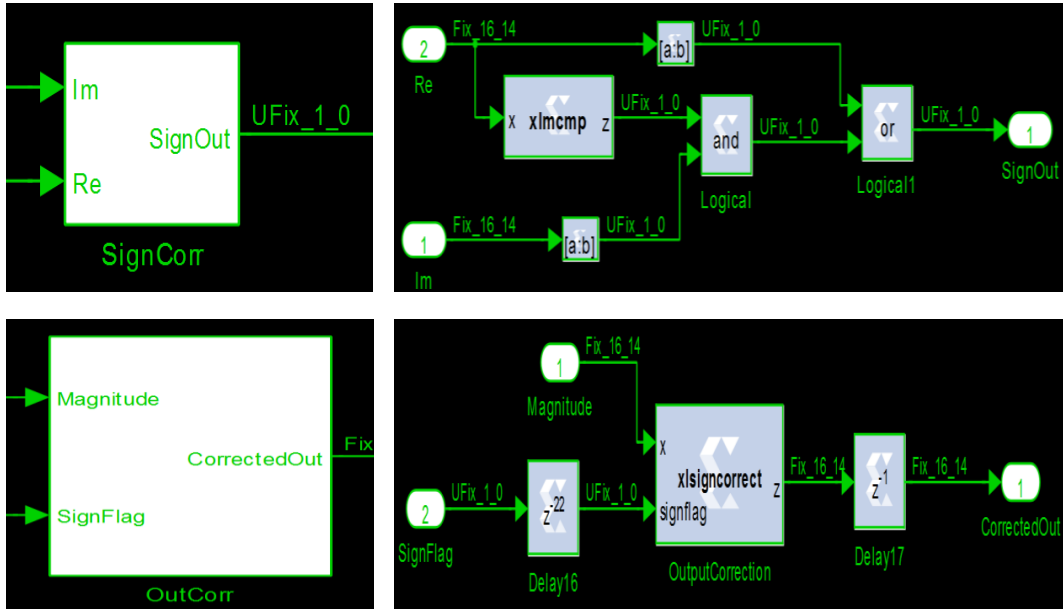 Im
SignOut
UFix_1_0
Re
SignCorr
2
Re
Fix_16_14
[a:b]
UFix_1_0
x xlmcmp z
UFix_1_0
and
Logical
UFix_1_0
or
Logical1
UFix_1_0
1
SignOut
1
Im
Fix_16_14
[a:b]
UFix_1_0
Magnitude
CorrectedOut
Fix
SignFlag
OutCorr
1
Magnitude
Fix_16_14
2
SignFlag
UFix_1_0
z-22
Delay16
UFix_1_0
x
xlsigncorrect
z
signflag
OutputCorrection
Fix_16_14
z-1
Delay17
Fix_16_14
1
CorrectedOut